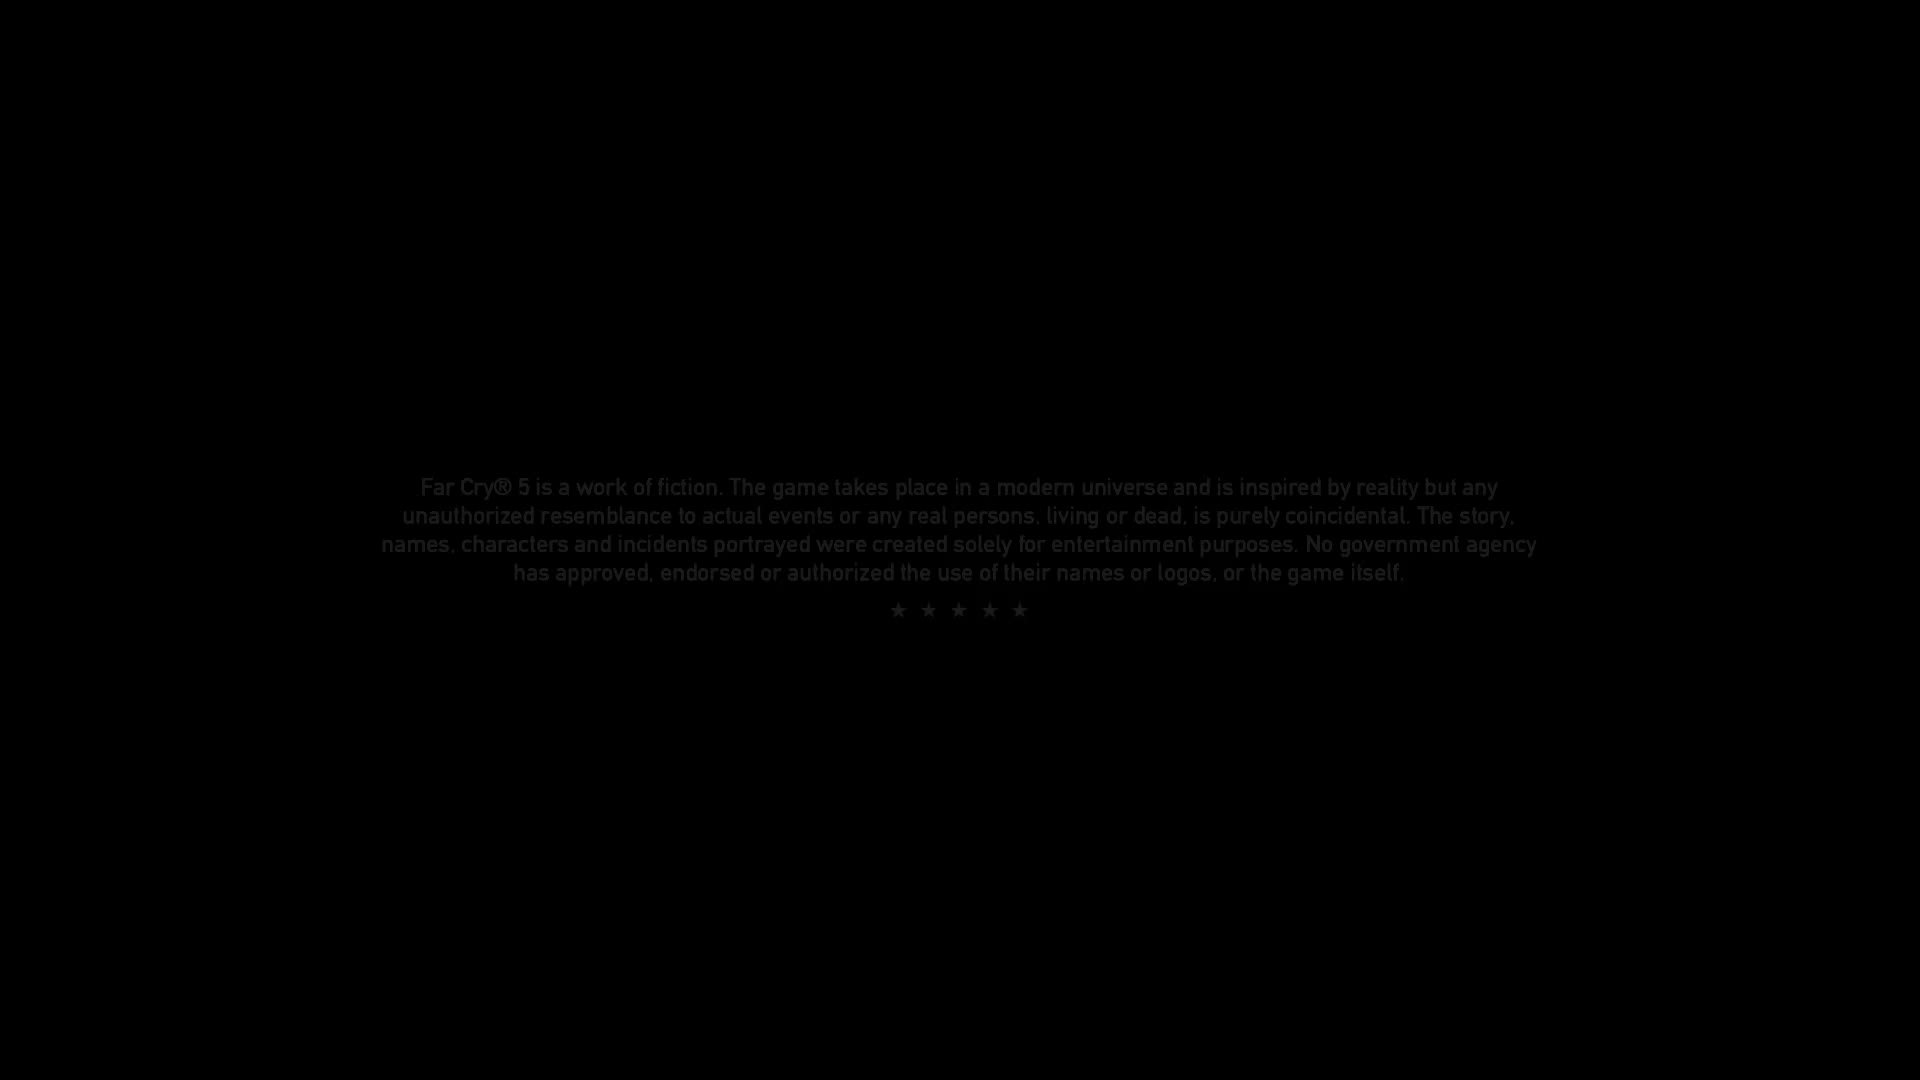 Far Cry® 5 is a work of fiction. The game takes place in a modern universe and is inspired by reality but any
unauthorized resemblance to actual events or any real persons, living or dead, is purely coincidental. The story,
names, characters and incidents portrayed were created solely for entertainment purposes. No government agency
has approved, endorsed or authorized the use of their names or logos, or the game itself.
★ ★ ★ ★ ★